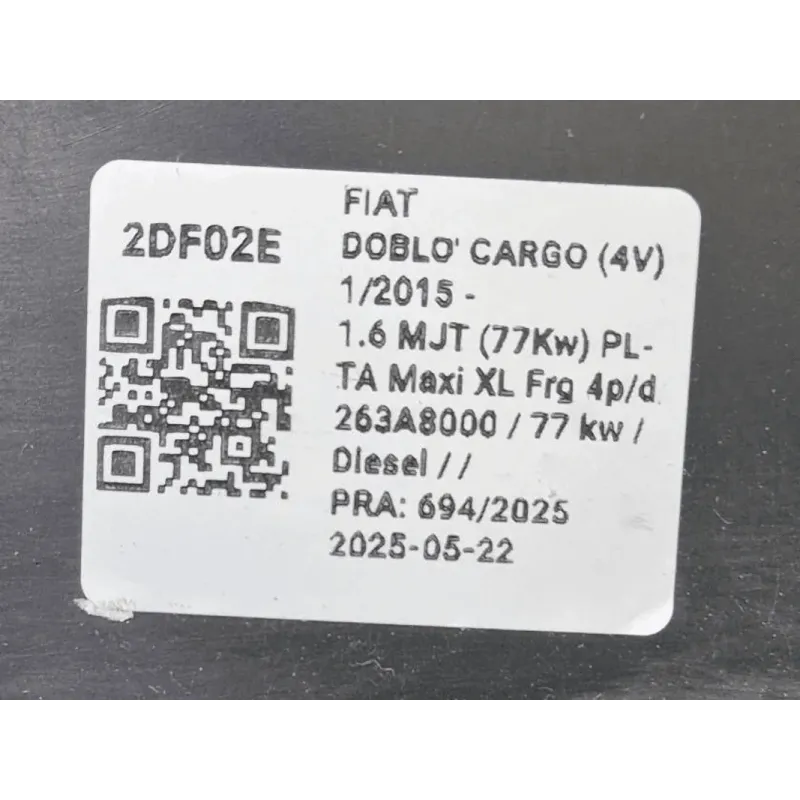 2DF02E
FIAT
DOBLO' CARGO (4V)
1/2015 -
1.6 MJT (77Kw) PL-
TA Maxi XL Frg 4p/d
263A8000 / 77 kw /
Diesel / /
PRA: 694/2025
2025-05-22